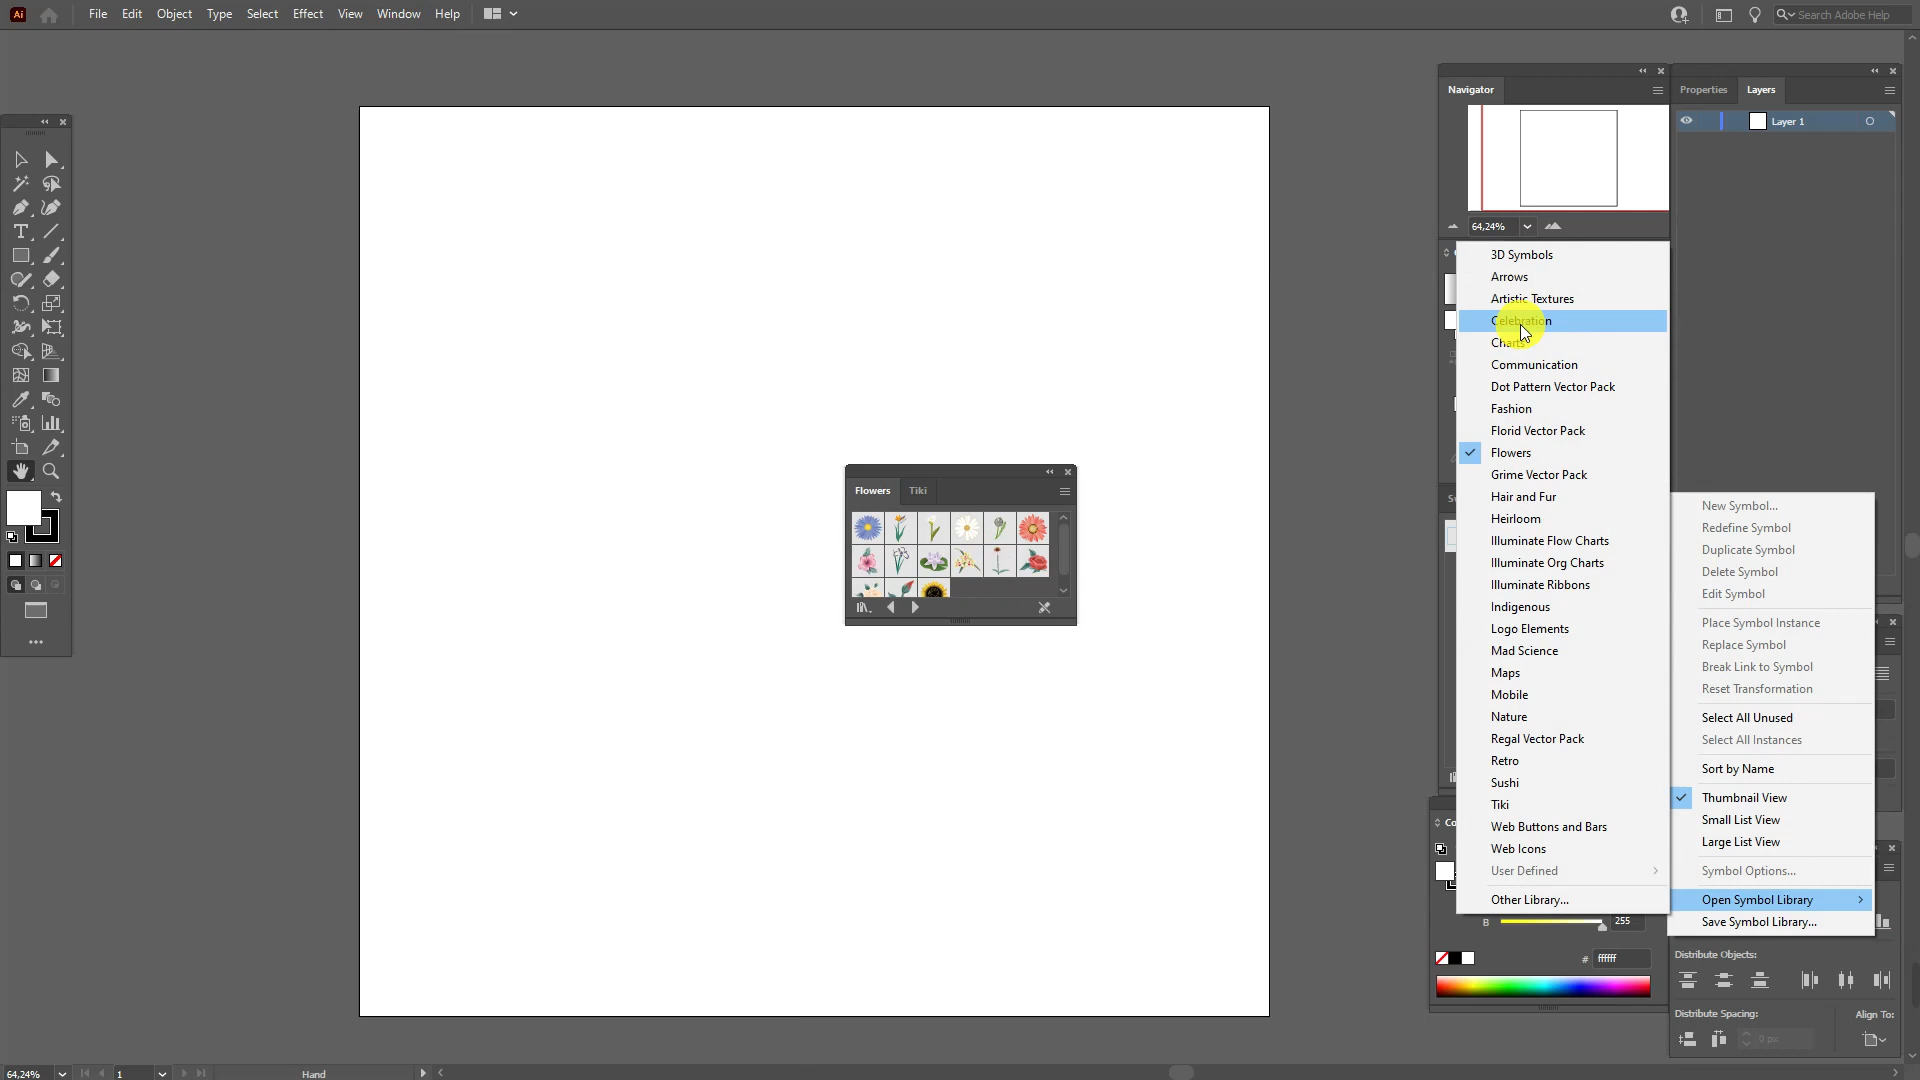 Ai
File Edit Object Type Select Effect View Window Help
Search Adobe Help
Navigator
Properties Layers
Layer 1
64,24%
3D Symbols
Arrows
Artistic Textures
Celebration
Charts
Communication
Dot Pattern Vector Pack
Fashion
Florid Vector Pack
Flowers
Grime Vector Pack
Hair and Fur
Heirloom
Illuminate Flow Charts
Illuminate Org Charts
Illuminate Ribbons
Indigenous
Logo Elements
Mad Science
Maps
Mobile
Nature
Regal Vector Pack
Retro
Sushi
Tiki
Web Buttons and Bars
Web Icons
User Defined
Other Library...
Flowers Tiki
New Symbol...
Redefine Symbol
Duplicate Symbol
Delete Symbol
Edit Symbol
Place Symbol Instance
Replace Symbol
Break Link to Symbol
Reset Transformation
Select All Unused
Select All Instances
Sort by Name
Thumbnail View
Small List View
Large List View
Symbol Options...
Open Symbol Library
Save Symbol Library...
Co
B 255
# ffffff
Distribute Objects:
Distribute Spacing: Align To:
0 px
64,24% 1 Hand